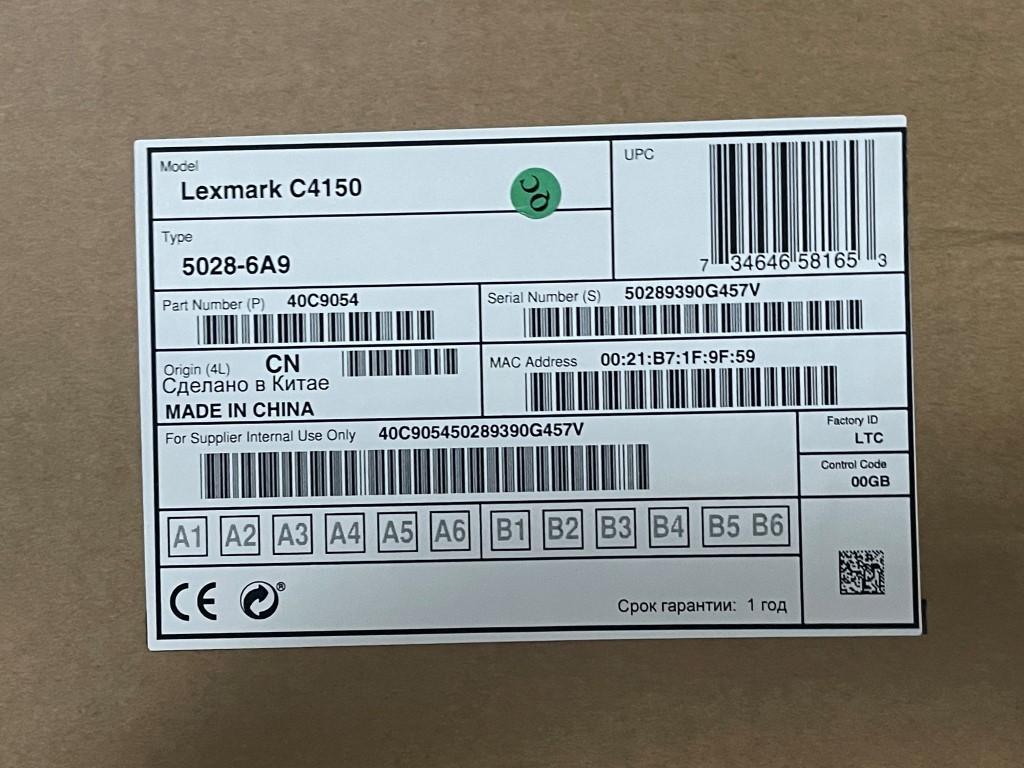 Model
Lexmark C4150
QC
Type
5028-6A9
UPC
7 34646 58165 3
Part Number (P) 40C9054
Serial Number (S) 50289390G457V
Origin (4L) CN
Сделано в Китае
MADE IN CHINA
MAC Address 00:21:B7:1F:9F:59
For Supplier Internal Use Only 40C905450289390G457V
Factory ID
LTC
Control Code
00GB
A1 A2 A3 A4 A5 A6 B1 B2 B3 B4 B5 B6
CE ®
Срок гарантии: 1 год